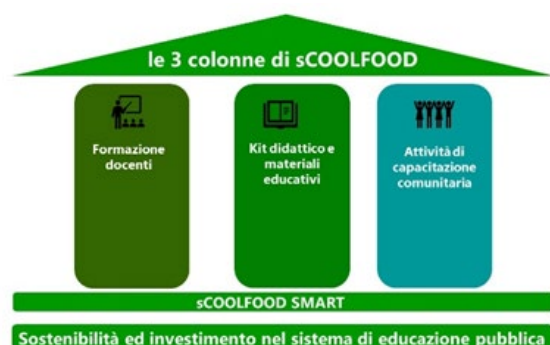 le 3 colonne di sCOOLFOOD
Formazione
docenti
Kit didattico e
materiali
educativi
Attività di
capacitazione
comunitaria
sCOOLFOOD SMART
Sostenibilità ed investimento nel sistema di educazione pubblica